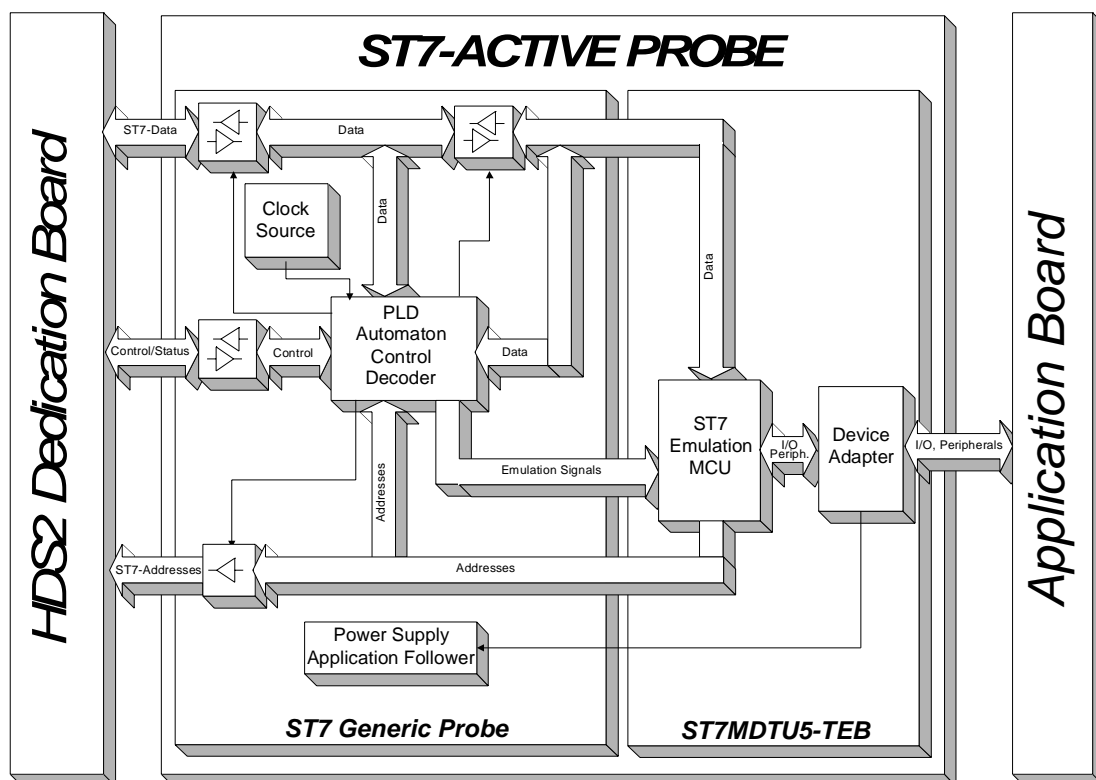 ST7-ACTIVE PROBE
HDS2 Dedication Board
ST7-Data
Data
Clock
Source
Data
Data
PLD
Automaton
Control
Decoder
Control/Status
Control
Data
ST7
Emulation
MCU
I/O
Periph.
Device
Adapter
I/O, Peripherals
Application Board
Emulation Signals
Addresses
ST7-Addresses
Addresses
Power Supply
Application Follower
ST7 Generic Probe
ST7MDTU5-TEB